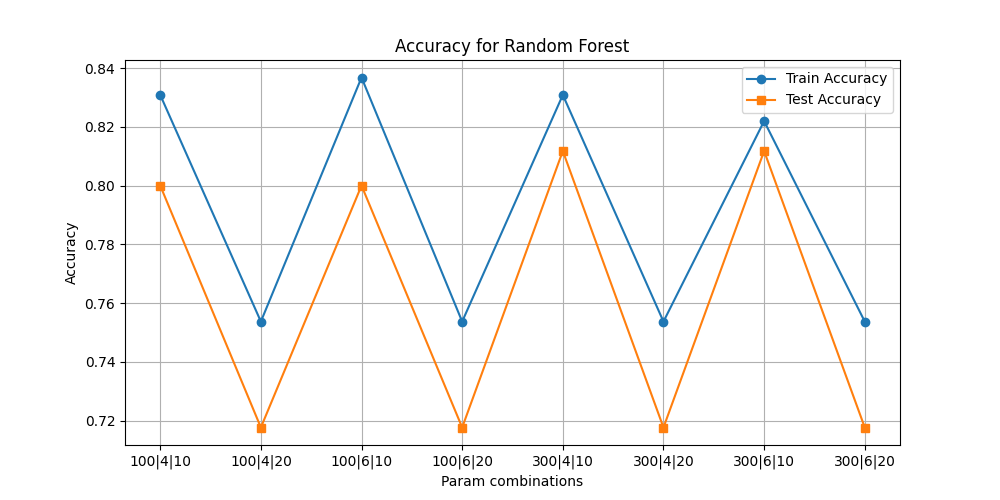 Accuracy for Random Forest
Train Accuracy
Test Accuracy
Accuracy
0.84
0.82
0.80
0.78
0.76
0.74
0.72
100|4|10 100|4|20 100|6|10 100|6|20 300|4|10 300|4|20 300|6|10 300|6|20
Param combinations